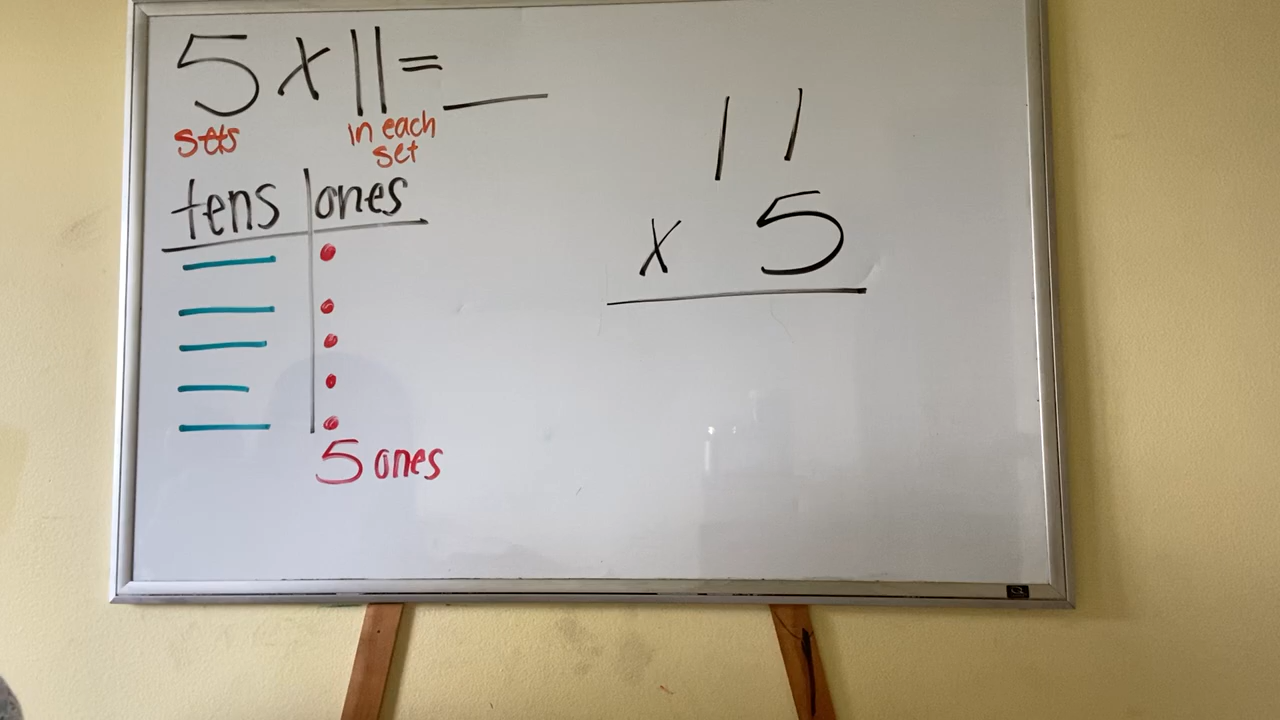 5 x 11 = ___
sets in each set
tens ones
5 ones
11
x 5